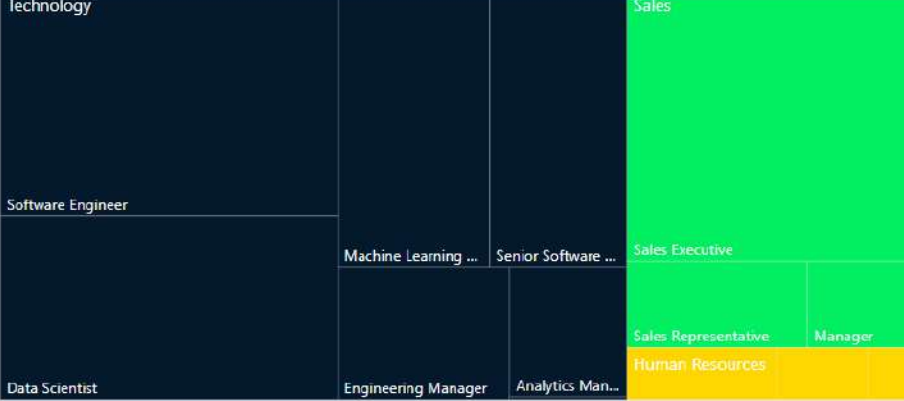 Technology
Sales
Software Engineer
Machine Learning ...
Senior Software ...
Sales Executive
Sales Representative
Manager
Human Resources
Data Scientist
Engineering Manager
Analytics Man...